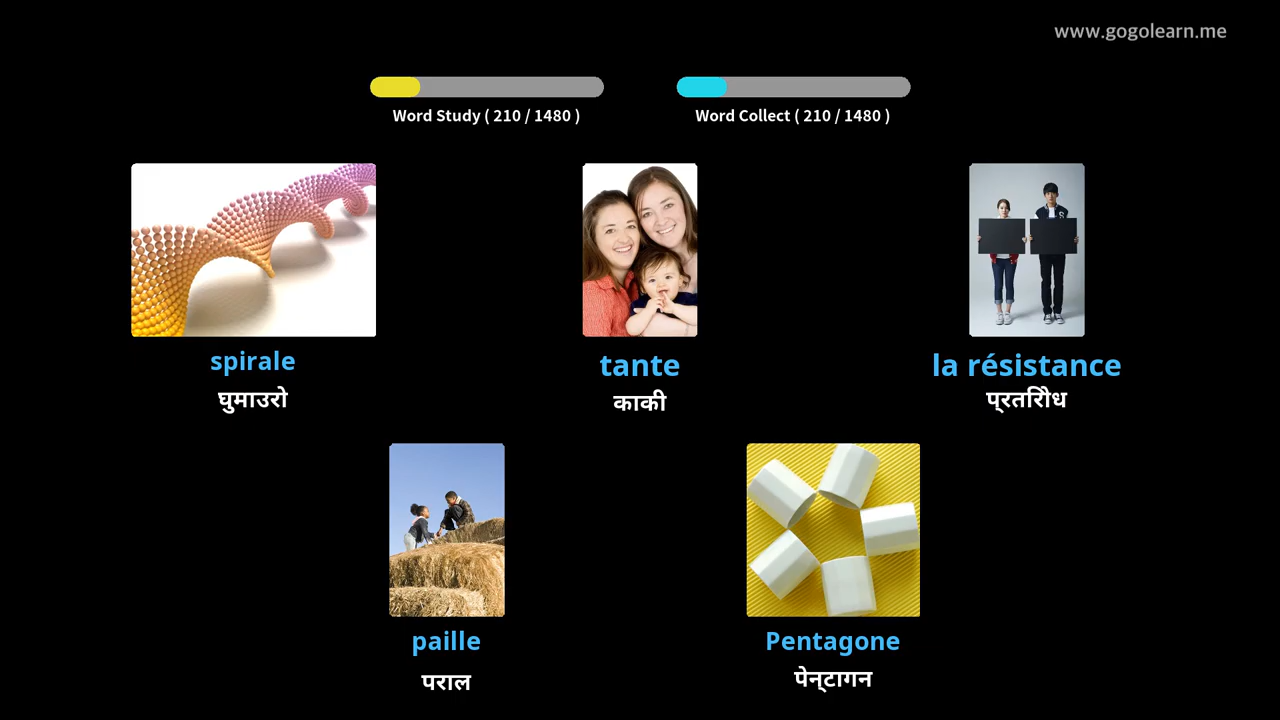 www.gogolearn.me
Word Study ( 210 / 1480 )
Word Collect ( 210 / 1480 )
spirale
घुमाउरो
tante
काकी
la résistance
प्रतिरोध
paille
पराल
Pentagone
पेन्टागन